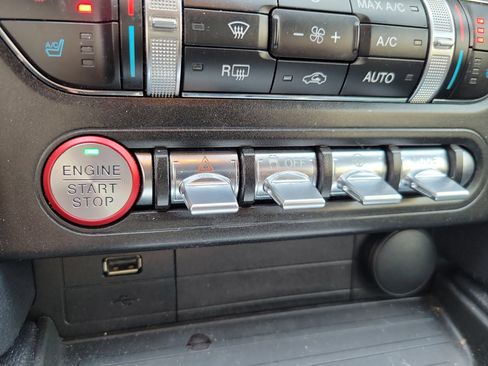 MAX A/C
A/C
A/C
R
AUTO
ENGINE
START
STOP
OFF